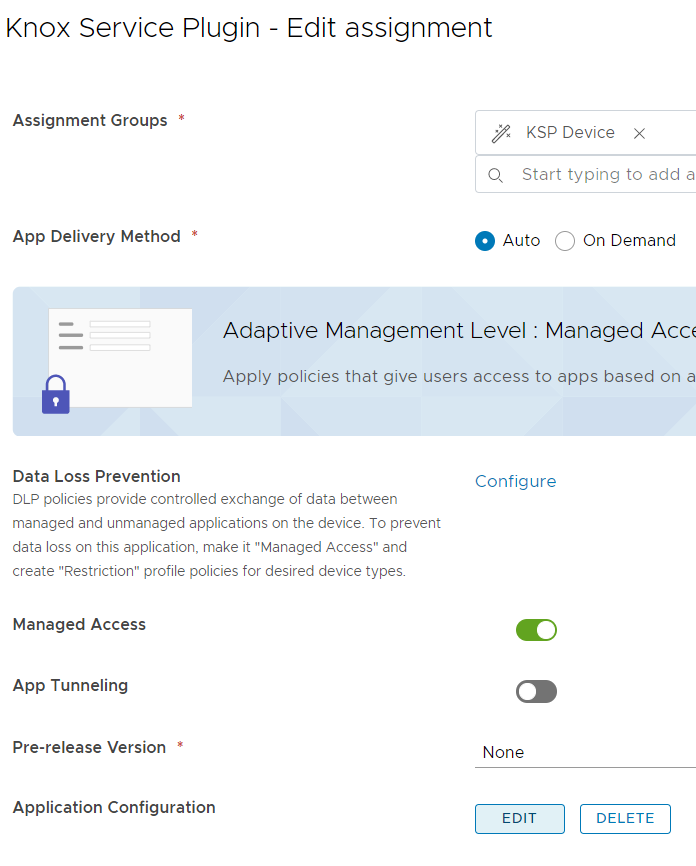 Knox Service Plugin - Edit assignment
Assignment Groups *
KSP Device
Start typing to add a
App Delivery Method *
Auto
On Demand
Adaptive Management Level : Managed Acce
Apply policies that give users access to apps based on a
Data Loss Prevention
Configure
DLP policies provide controlled exchange of data between
managed and unmanaged applications on the device. To prevent
data loss on this application, make it "Managed Access" and
create "Restriction" profile policies for desired device types.
Managed Access
App Tunneling
Pre-release Version *
None
Application Configuration
EDIT
DELETE